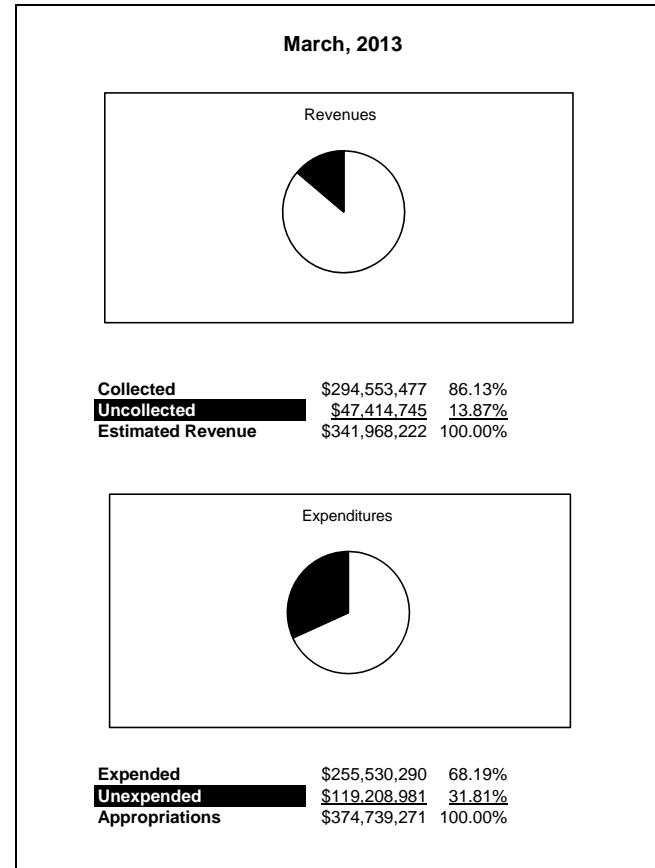 March, 2013
Revenues
Collected $294,553,477 86.13%
Uncollected $47,414,745 13.87%
Estimated Revenue $341,968,222 100.00%
Expenditures
Expended $255,530,290 68.19%
Unexpended $119,208,981 31.81%
Appropriations $374,739,271 100.00%